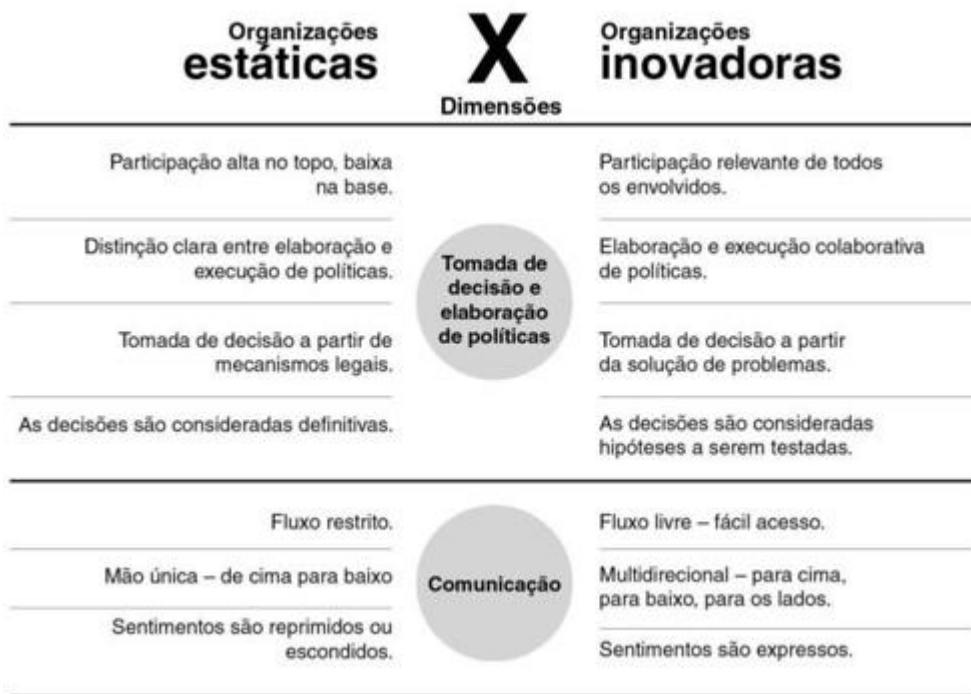 Organizações
estáticas
X
Dimensões
Organizações
inovadoras
Participação alta no topo, baixa
na base.
Participação relevante de todos
os envolvidos.
Distinção clara entre elaboração e
execução de políticas.
Elaboração e execução colaborativa
de políticas.
Tomada de
decisão e
elaboração
de políticas
Tomada de decisão a partir de
mecanismos legais.
Tomada de decisão a partir
da solução de problemas.
As decisões são consideradas definitivas.
As decisões são consideradas
hipóteses a serem testadas.
Fluxo restrito.
Fluxo livre – fácil acesso.
Mão única – de cima para baixo
Comunicação
Multidirecional – para cima,
para baixo, para os lados.
Sentimentos são reprimidos ou
escondidos.
Sentimentos são expressos.